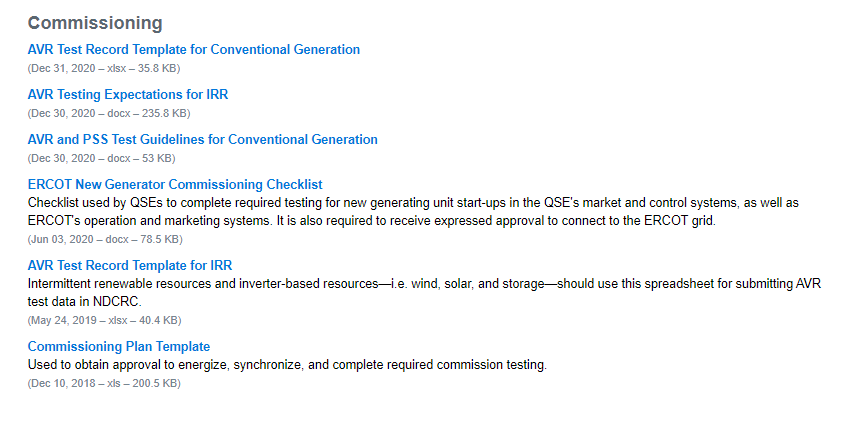 Commissioning
AVR Test Record Template for Conventional Generation
(Dec 31, 2020 – xlsx – 35.8 KB)
AVR Testing Expectations for IRR
(Dec 30, 2020 – docx – 235.8 KB)
AVR and PSS Test Guidelines for Conventional Generation
(Dec 30, 2020 – docx – 53 KB)
ERCOT New Generator Commissioning Checklist
Checklist used by QSEs to complete required testing for new generating unit start-ups in the QSE's market and control systems, as well as
ERCOT's operation and marketing systems. It is also required to receive expressed approval to connect to the ERCOT grid.
(Jun 03, 2020 – docx – 78.5 KB)
AVR Test Record Template for IRR
Intermittent renewable resources and inverter-based resources—i.e. wind, solar, and storage—should use this spreadsheet for submitting AVR
test data in NDCRC.
(May 24, 2019 – xlsx – 40.4 KB)
Commissioning Plan Template
Used to obtain approval to energize, synchronize, and complete required commission testing.
(Dec 10, 2018 – xls – 200.5 KB)